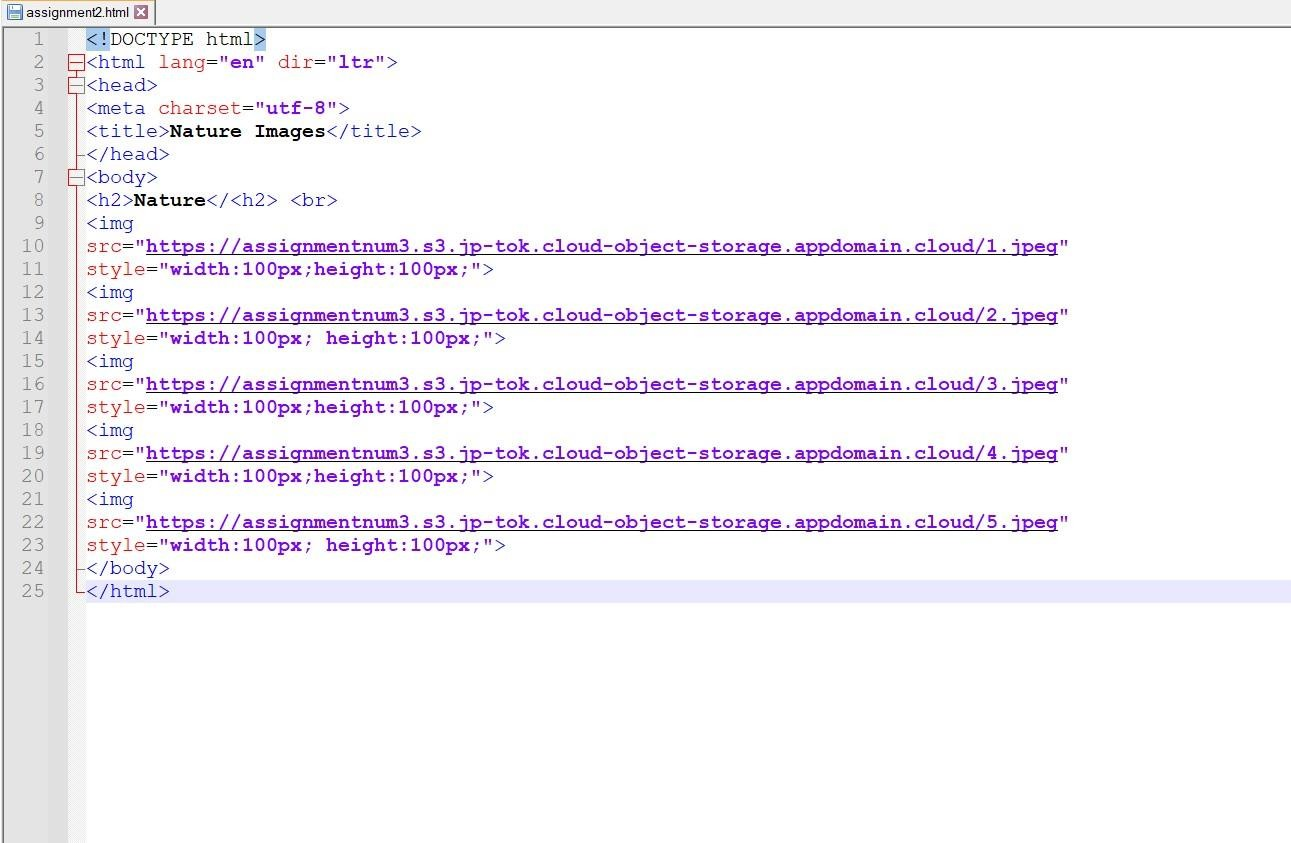 assignment2.html
1 <!DOCTYPE html>
2 <html lang="en" dir="ltr">
3 <head>
4 <meta charset="utf-8">
5 <title>Nature Images</title>
6 </head>
7 <body>
8 <h2>Nature</<h2> <br>
9 <img
10 src="https://assignmentnum3.s3.jp-tok.cloud-object-storage.appdomain.cloud/1.jpeg"
11 style="width:100px;height:100px;">
12 <img
13 src="https://assignmentnum3.s3.jp-tok.cloud-object-storage.appdomain.cloud/2.jpeg"
14 style="width:100px; height:100px;">
15 <img
16 src="https://assignmentnum3.s3.jp-tok.cloud-object-storage.appdomain.cloud/3.jpeg"
17 style="width:100px;height:100px;">
18 <img
19 src="https://assignmentnum3.s3.jp-tok.cloud-object-storage.appdomain.cloud/4.jpeg"
20 style="width:100px;height:100px;">
21 <img
22 src="https://assignmentnum3.s3.jp-tok.cloud-object-storage.appdomain.cloud/5.jpeg"
23 style="width:100px; height:100px;">
24 </body>
25 </html>